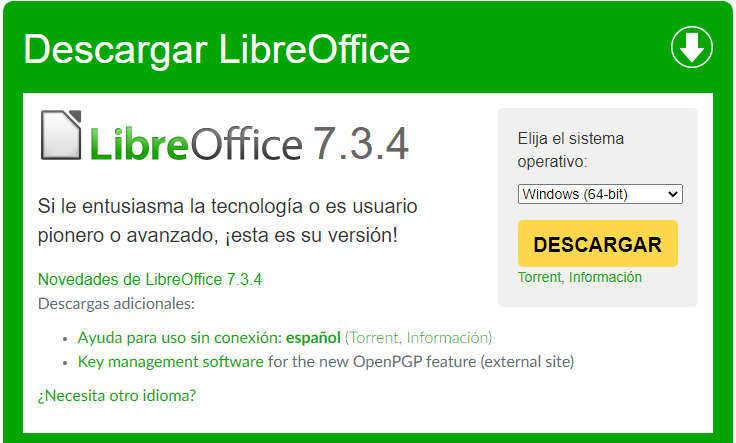 Descargar LibreOffice
LibreOffice 7.3.4
Si le entusiasma la tecnología o es usuario
pionero o avanzado, ¡esta es su versión!
Novedades de LibreOffice 7.3.4
Descargas adicionales:
• Ayuda para uso sin conexión: español (Torrent, Información)
• Key management software for the new OpenPGP feature (external site)
¿Necesita otro idioma?
Elija el sistema
operativo:
Windows (64-bit)
DESCARGAR
Torrent, Información